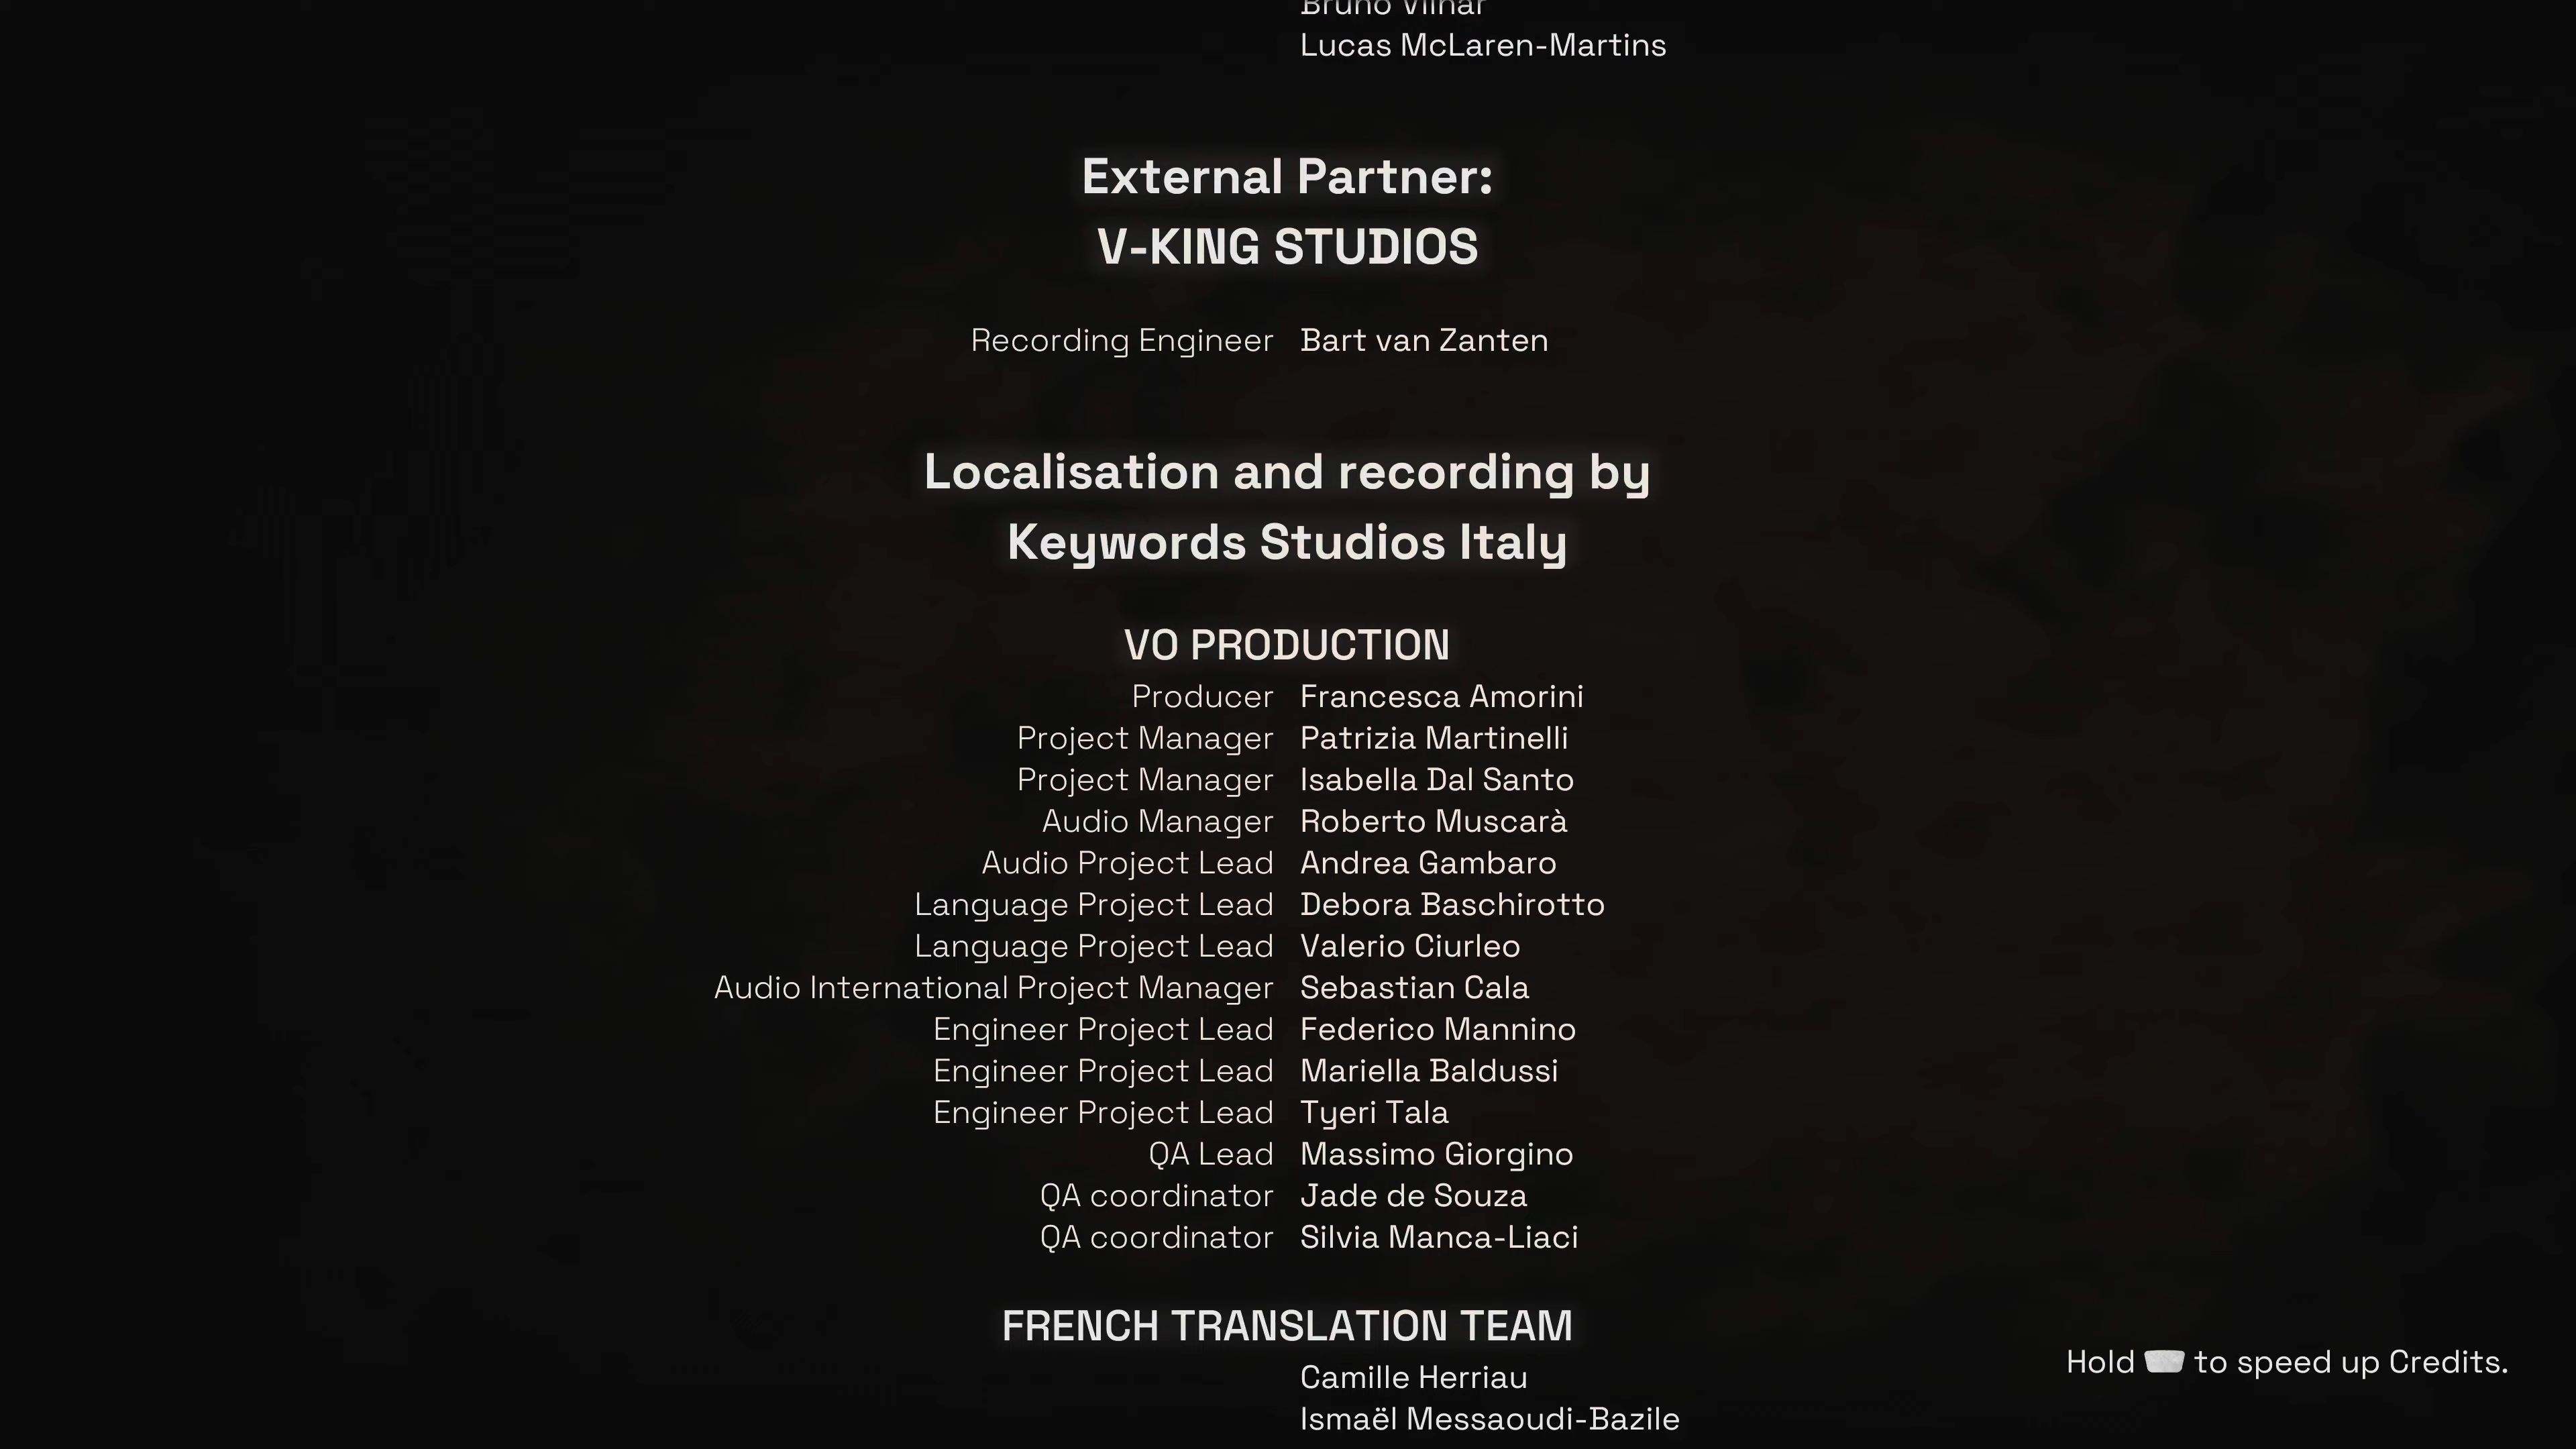 Bruno Vilhar
Lucas McLaren-Martins
External Partner:
V-KING STUDIOS
Recording Engineer Bart van Zanten
Localisation and recording by
Keywords Studios Italy
VO PRODUCTION
Producer Francesca Amorini
Project Manager Patrizia Martinelli
Project Manager Isabella Dal Santo
Audio Manager Roberto Muscarà
Audio Project Lead Andrea Gambaro
Language Project Lead Debora Baschirotto
Language Project Lead Valerio Ciurleo
Audio International Project Manager Sebastian Cala
Engineer Project Lead Federico Mannino
Engineer Project Lead Mariella Baldussi
Engineer Project Lead Tyeri Tala
QA Lead Massimo Giorgino
QA coordinator Jade de Souza
QA coordinator Silvia Manca-Liaci
FRENCH TRANSLATION TEAM
Camille Herriau
Ismaël Messaoudi-Bazile
Hold to speed up Credits.